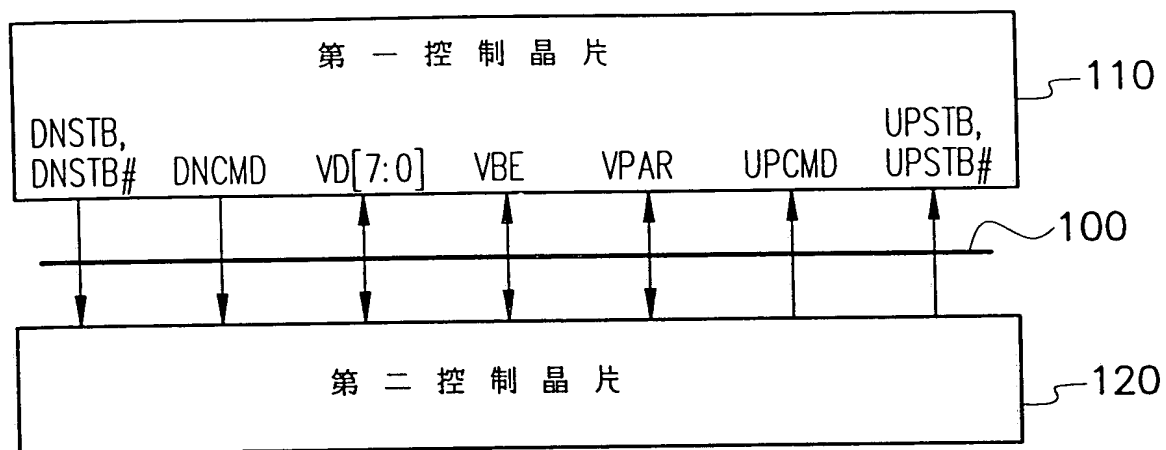 第一控制晶片
110
DNSTB,
DNSTB# DNCMD VD[7:0] VBE VPAR UPCMD UPSTB,
UPSTB#
100
第二控制晶片
120